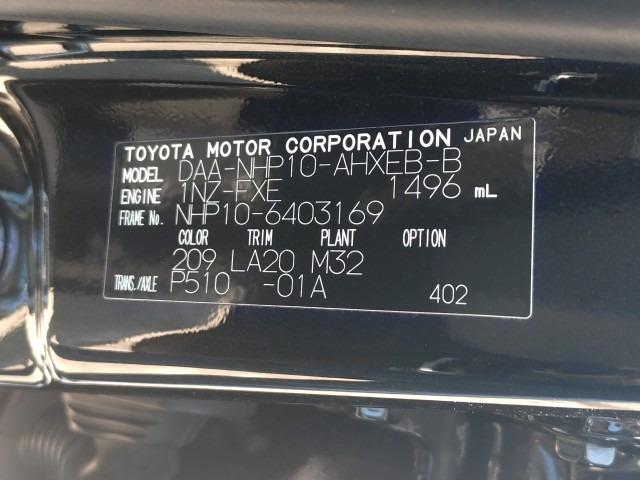 TOYOTA MOTOR CORPORATION JAPAN
MODEL DAA-NHP10-AHXEB-B
ENGINE 1NZ-FXE 1496 mL
FRAME No. NHP10-6403169
COLOR TRIM PLANT OPTION
209 LA20 M32
TRANS./AXLE P510 -01A 402